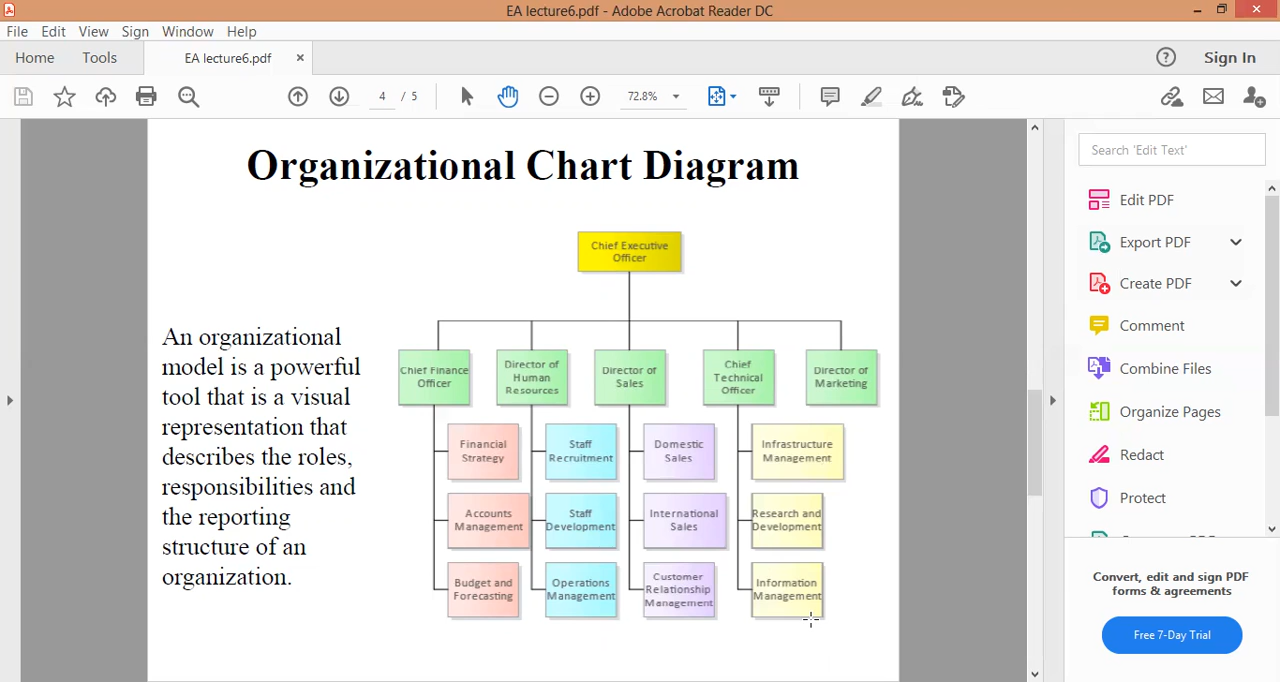 EA lecture6.pdf - Adobe Acrobat Reader DC
File Edit View Sign Window Help
Home Tools EA lecture6.pdf × ? Sign In
4 / 5 72.8%
Organizational Chart Diagram
Chief Executive
Officer
Chief Finance
Officer
Director of
Human
Resources
Director of
Sales
Chief
Technical
Officer
Director of
Marketing
Financial
Strategy
Staff
Recruitment
Domestic
Sales
Infrastructure
Management
Accounts
Management
Staff
Development
International
Sales
Research and
Development
Budget and
Forecasting
Operations
Management
Customer
Relationship
Management
Information
Management
An organizational
model is a powerful
tool that is a visual
representation that
describes the roles,
responsibilities and
the reporting
structure of an
organization.
Search 'Edit Text'
Edit PDF
Export PDF
Create PDF
Comment
Combine Files
Organize Pages
Redact
Protect
Convert, edit and sign PDF
forms & agreements
Free 7-Day Trial